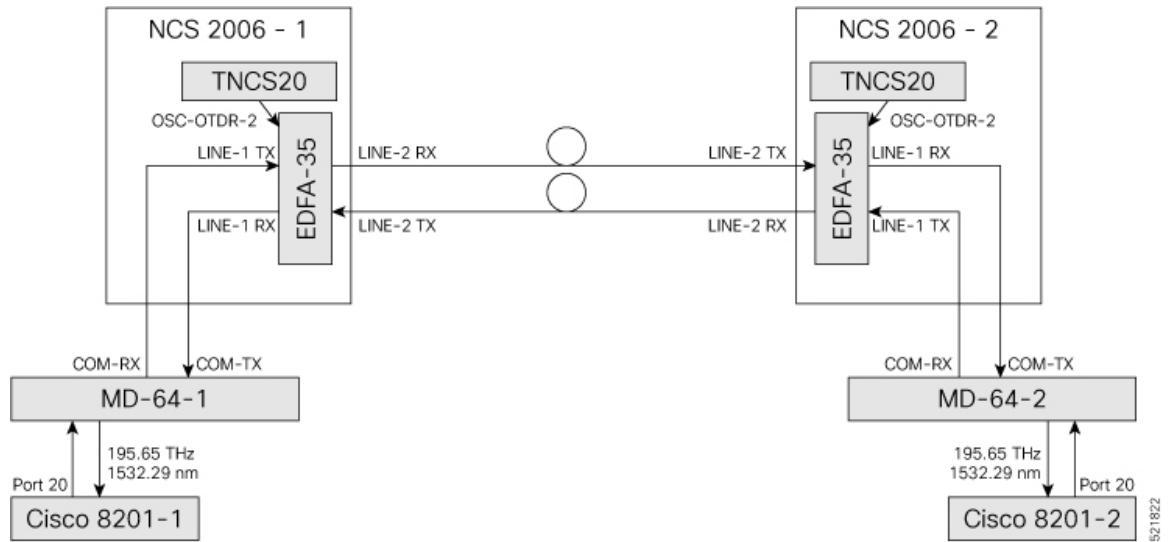 NCS 2006 - 1
NCS 2006 - 2
TNCS20
TNCS20
OSC-OTDR-2
OSC-OTDR-2
LINE-1 TX
LINE-2 RX
LINE-2 TX
LINE-1 RX
EDFA-35
EDFA-35
LINE-1 RX
LINE-2 TX
LINE-2 RX
LINE-1 TX
COM-RX
COM-TX
COM-RX
COM-TX
MD-64-1
MD-64-2
195.65 THz
1532.29 nm
195.65 THz
1532.29 nm
Port 20
Port 20
Cisco 8201-1
Cisco 8201-2
521822